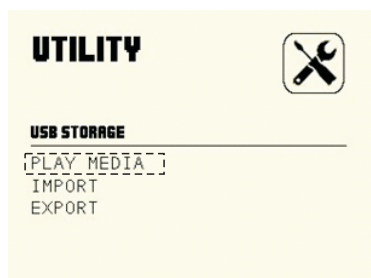 UTILITY
USB STORAGE
PLAY MEDIA
IMPORT
EXPORT